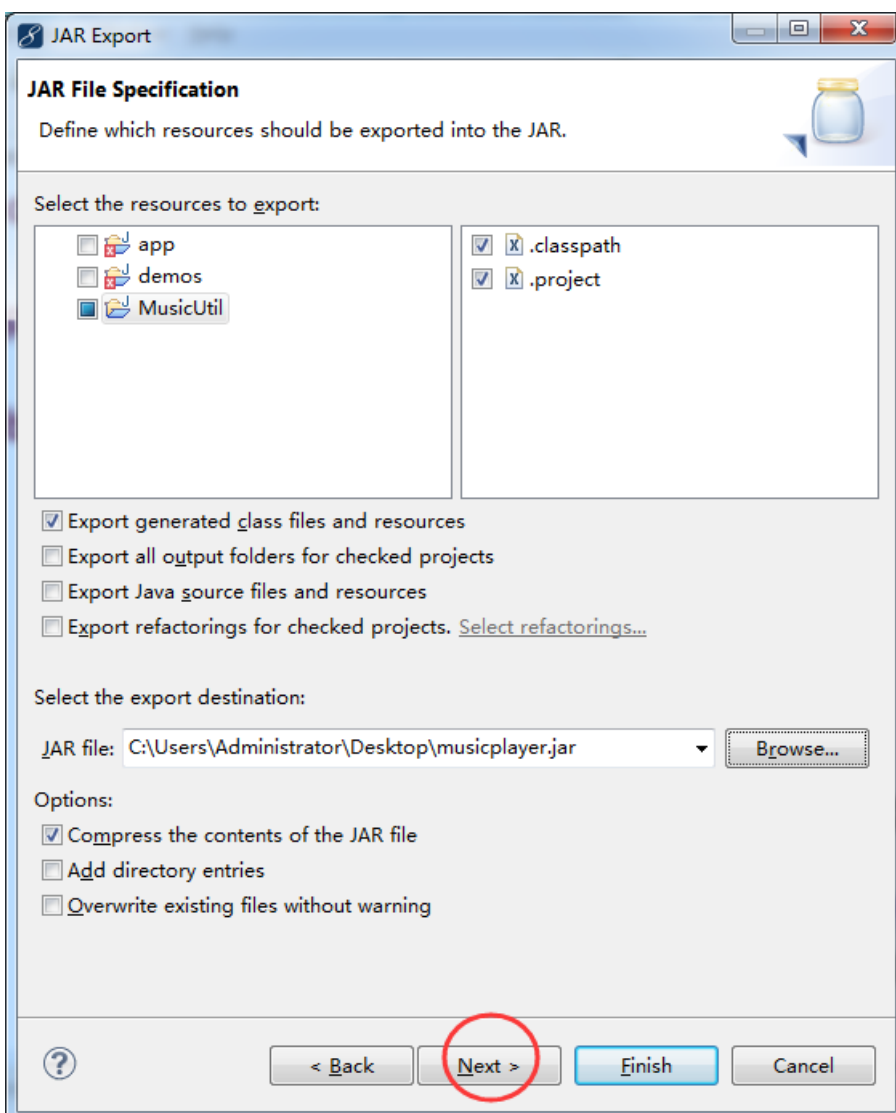 JAR Export
JAR File Specification
Define which resources should be exported into the JAR.
Select the resources to export:
app
demos
MusicUtil
.classpath
.project
Export generated class files and resources
Export all output folders for checked projects
Export Java source files and resources
Export refactorings for checked projects. Select refactorings...
Select the export destination:
JAR file: C:\Users\Administrator\Desktop\musicplayer.jar Browse...
Options:
Compress the contents of the JAR file
Add directory entries
Overwrite existing files without warning
? < Back Next > Finish Cancel